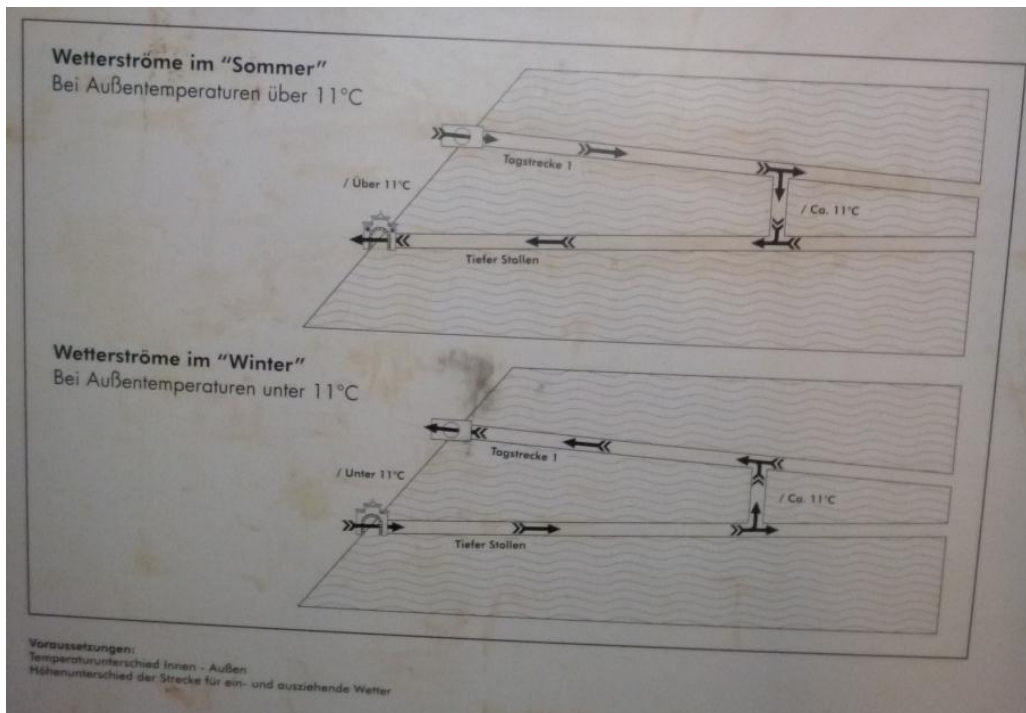 Wetterströme im "Sommer"
Bei Außentemperaturen über 11°C
Tagstrecke 1
/ Über 11°C
/ Ca. 11°C
Tiefer Stollen
Wetterströme im "Winter"
Bei Außentemperaturen unter 11°C
Tagstrecke 1
/ Unter 11°C
/ Ca. 11°C
Tiefer Stollen
Voraussetzungen:
Temperaturunterschied Innen - Außen
Höhenunterschied der Strecke für ein- und ausziehende Wetter